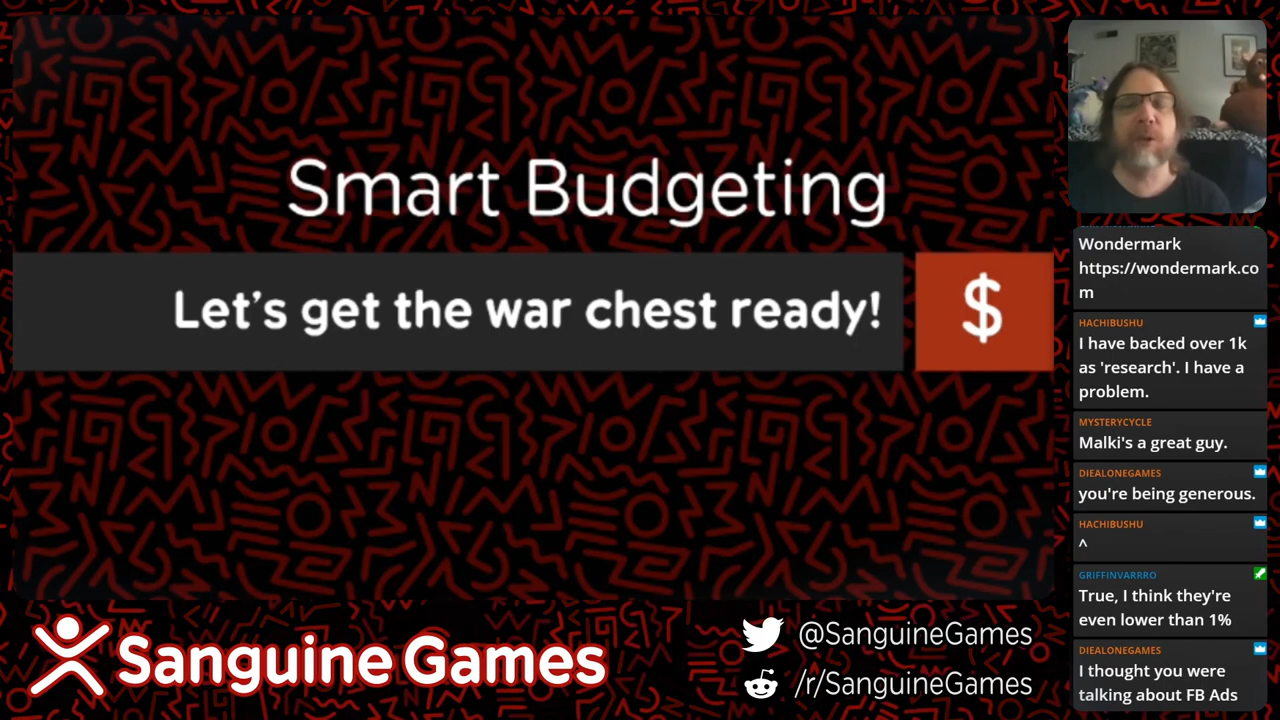 Smart Budgeting
Let's get the war chest ready!
$
Sanguine Games
@SanguineGames
/r/SanguineGames
Wondermark
https://wondermark.co
m
HACHIBUSHU
I have backed over 1k
as 'research'. I have a
problem.
MYSTERYCYCLE
Malki's a great guy.
DIEALONEGAMES
you're being generous.
HACHIBUSHU
^
GRIFFINVARRRO
True, I think they're
even lower than 1%
DIEALONEGAMES
I thought you were
talking about FB Ads